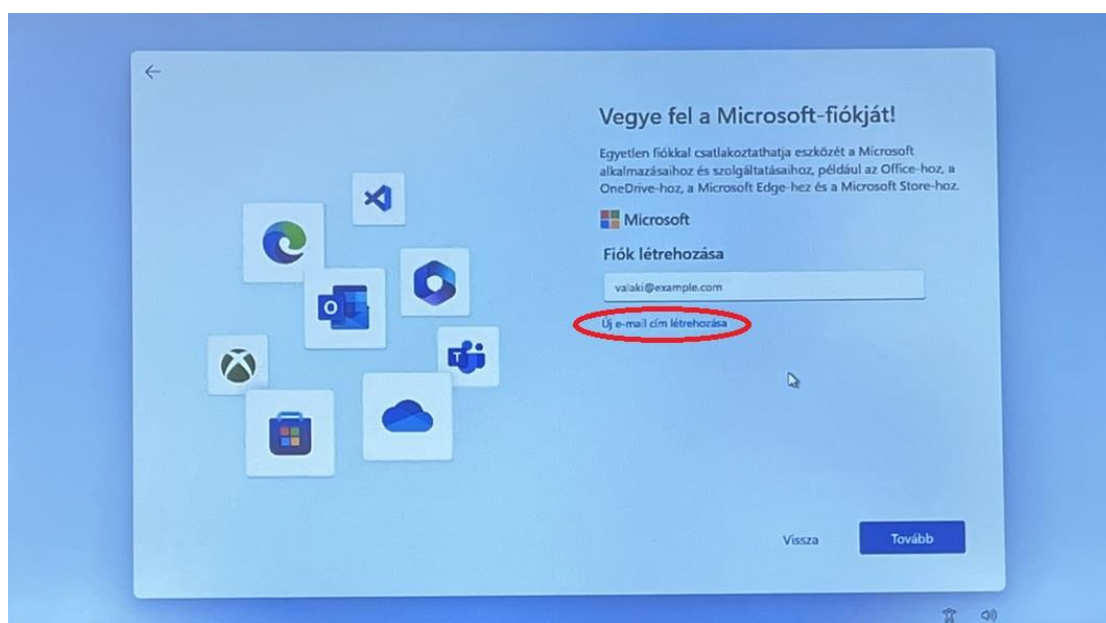 Vegye fel a Microsoft-fiókját!
Egyetlen fiókkal csatlakoztathatja eszközét a Microsoft
alkalmazásaihoz és szolgáltatásaihoz, például az Office-hoz, a
OneDrive-hoz, a Microsoft Edge-hez és a Microsoft Store-hoz.
Microsoft
Fiók létrehozása
valaki@example.com
Új e-mail cím létrehozása
Vissza
Tovább